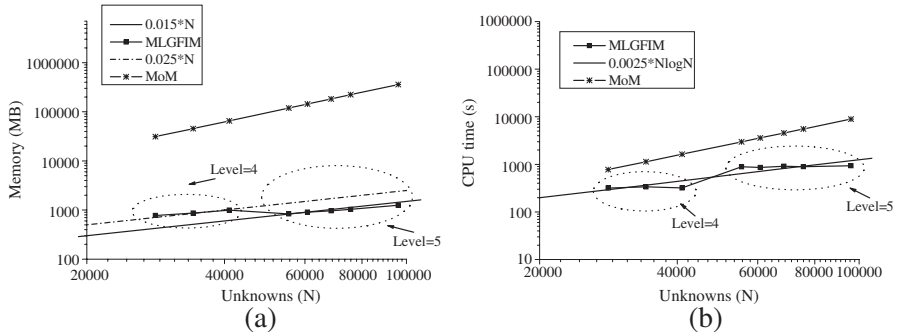 (a)
0.015*N
MLGFIM
0.025*N
MoM
Memory (MB)
1000000
100000
10000
1000
100
Level=4
Level=5
20000 40000 60000 80000 100000
Unknowns (N)
(a)
(b)
MLGFIM
0.0025*NlogN
MoM
CPU time (s)
1000000
100000
10000
1000
100
10
Level=4
Level=5
20000 40000 60000 80000 100000
Unknowns (N)
(b)